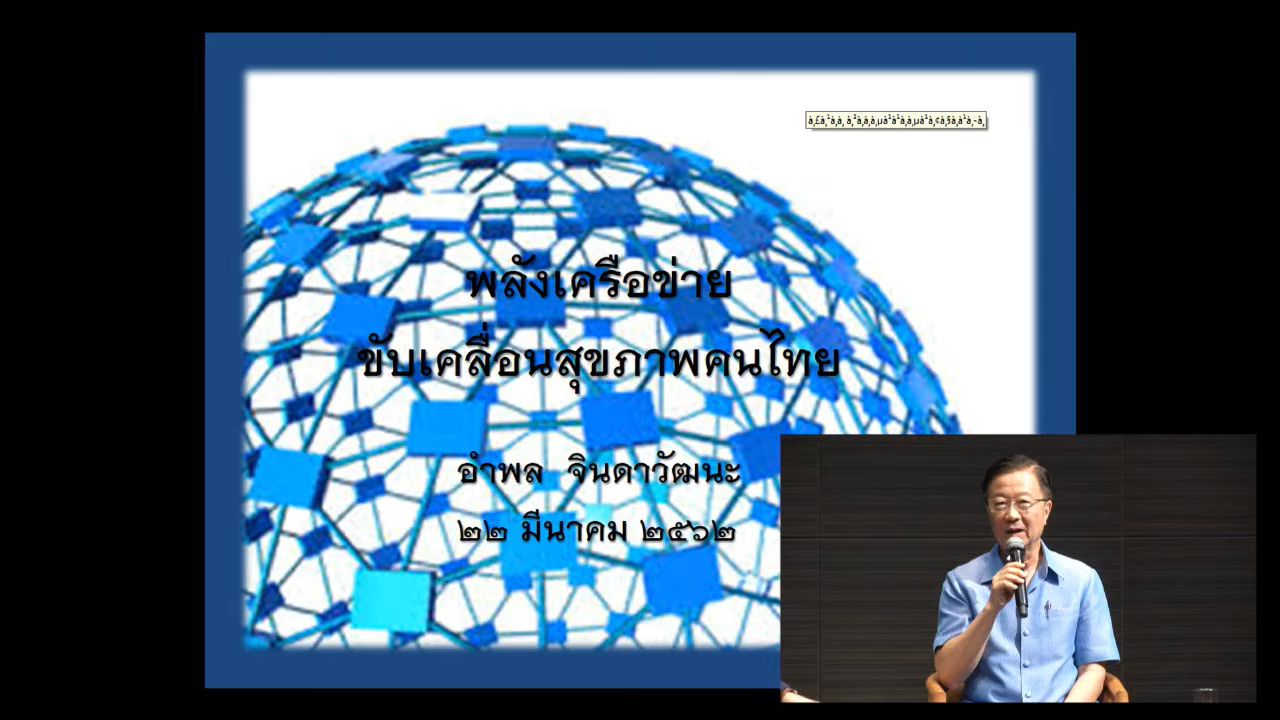 พลังเครือข่าย
ขับเคลื่อนสุขภาพคนไทย
อำพล จินดาวัฒนะ
๒๒ มีนาคม ๒๕๖๒